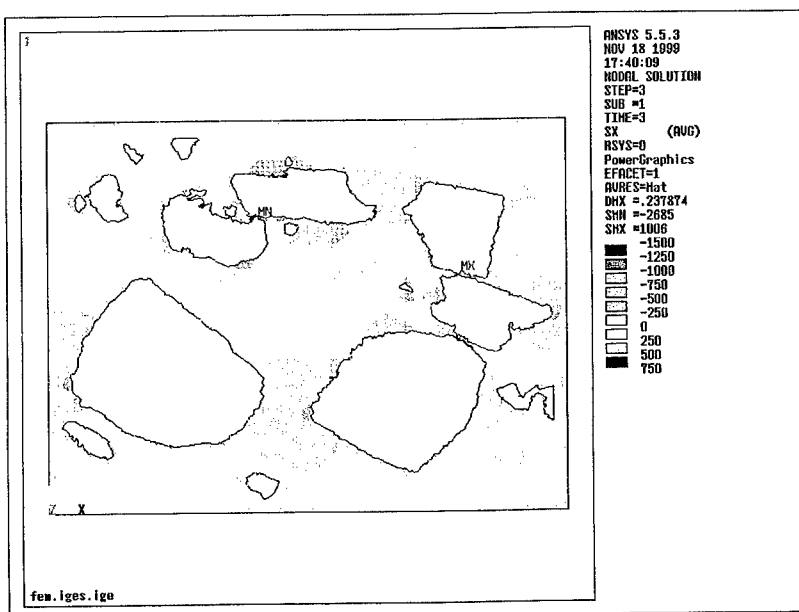 1
ANSYS 5.5.3
NOV 18 1999
17:40:09
NODAL SOLUTION
STEP=3
SUB =1
TIME=3
SX (AVG)
RSYS=0
PowerGraphics
EFACET=1
AVRES=Mat
DMX =.237874
SMN =-2685
SMX =1006
-1500
-1250
-1000
-750
-500
-250
0
250
500
750
MN
MX
Z X
fem.iges.ige